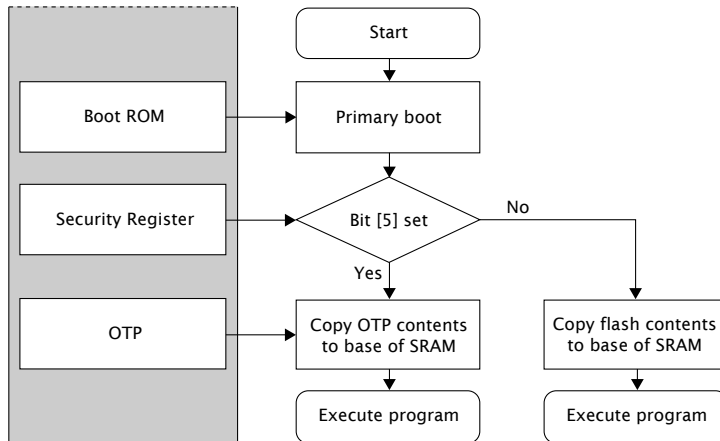 Start
Boot ROM
Primary boot
Security Register
Bit [5] set
No
Yes
OTP
Copy OTP contents
to base of SRAM
Copy flash contents
to base of SRAM
Execute program
Execute program